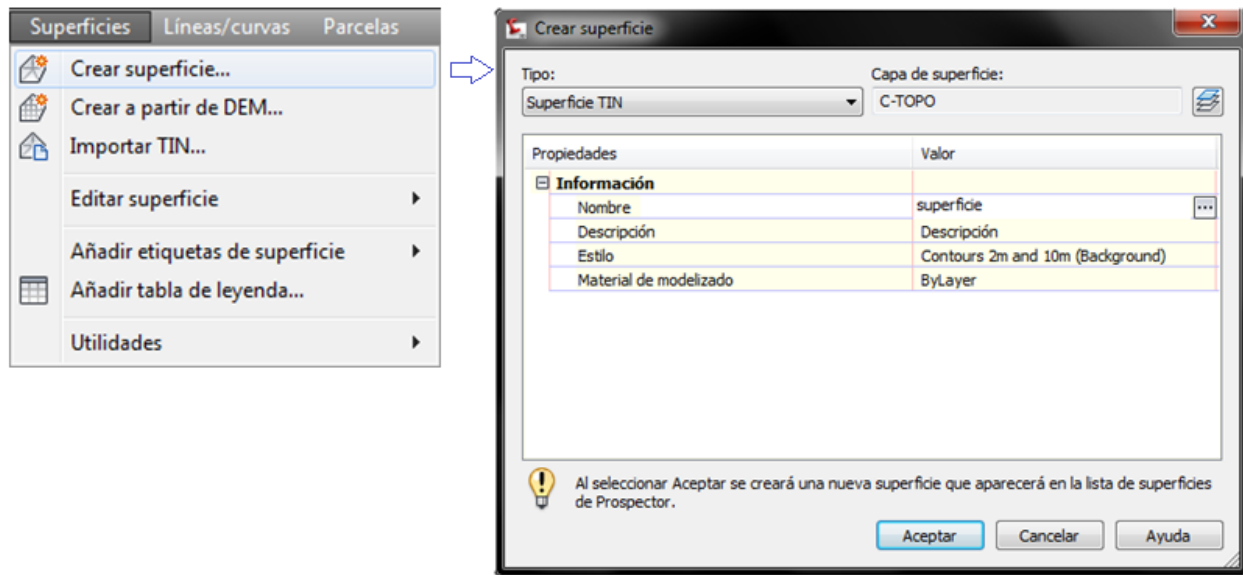 Superficies Líneas/curvas Parcelas
Crear superficie...
Crear a partir de DEM...
Importar TIN...
Editar superficie
Añadir etiquetas de superficie
Añadir tabla de leyenda...
Utilidades
Crear superficie
Tipo: Capa de superficie:
Superficie TIN C-TOPO
Propiedades Valor
Información
Nombre superficie
Descripción Descripción
Estilo Contours 2m and 10m (Background)
Material de modelizado ByLayer
Al seleccionar Aceptar se creará una nueva superficie que aparecerá en la lista de superficies
de Prospector.
Aceptar Cancelar Ayuda